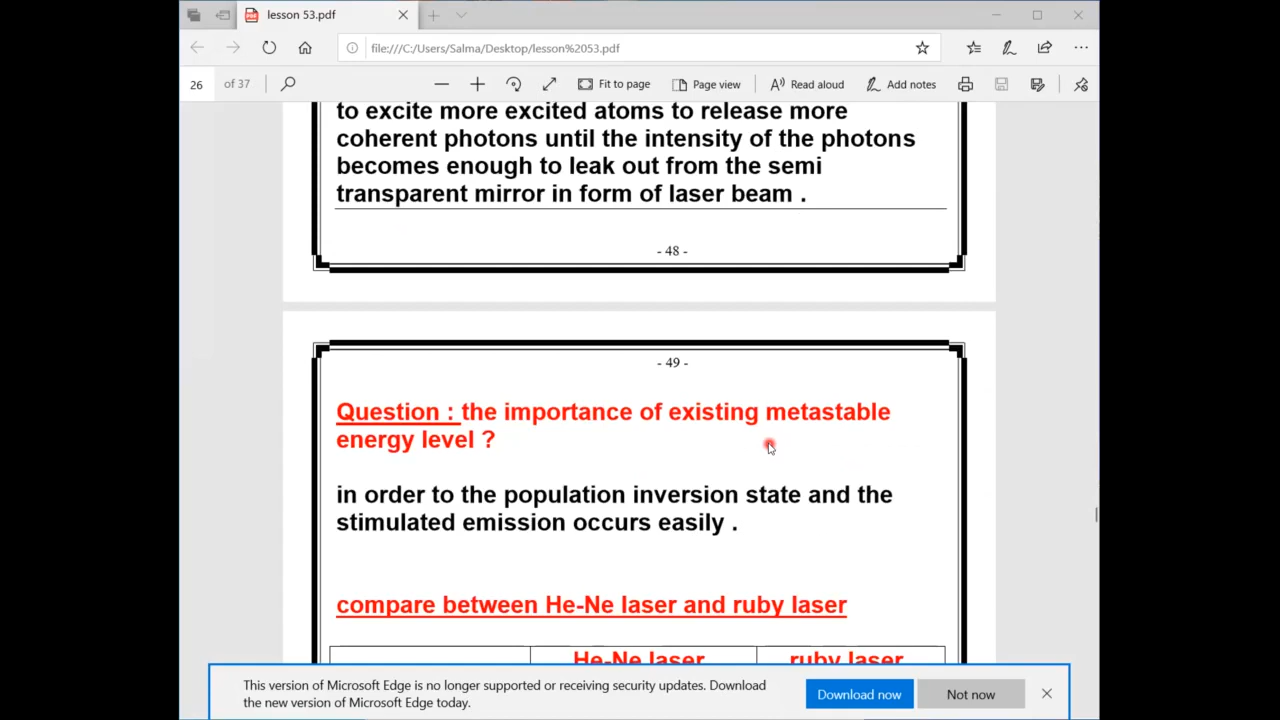 lesson 53.pdf
file:///C:/Users/Salma/Desktop/lesson%2053.pdf
26 of 37 Fit to page Page view Read aloud Add notes
to excite more excited atoms to release more
coherent photons until the intensity of the photons
becomes enough to leak out from the semi
transparent mirror in form of laser beam .
- 48 -
- 49 -
Question : the importance of existing metastable
energy level ?
in order to the population inversion state and the
stimulated emission occurs easily .
compare between He-Ne laser and ruby laser
He-Ne laser ruby laser
This version of Microsoft Edge is no longer supported or receiving security updates. Download
the new version of Microsoft Edge today.
Download now Not now